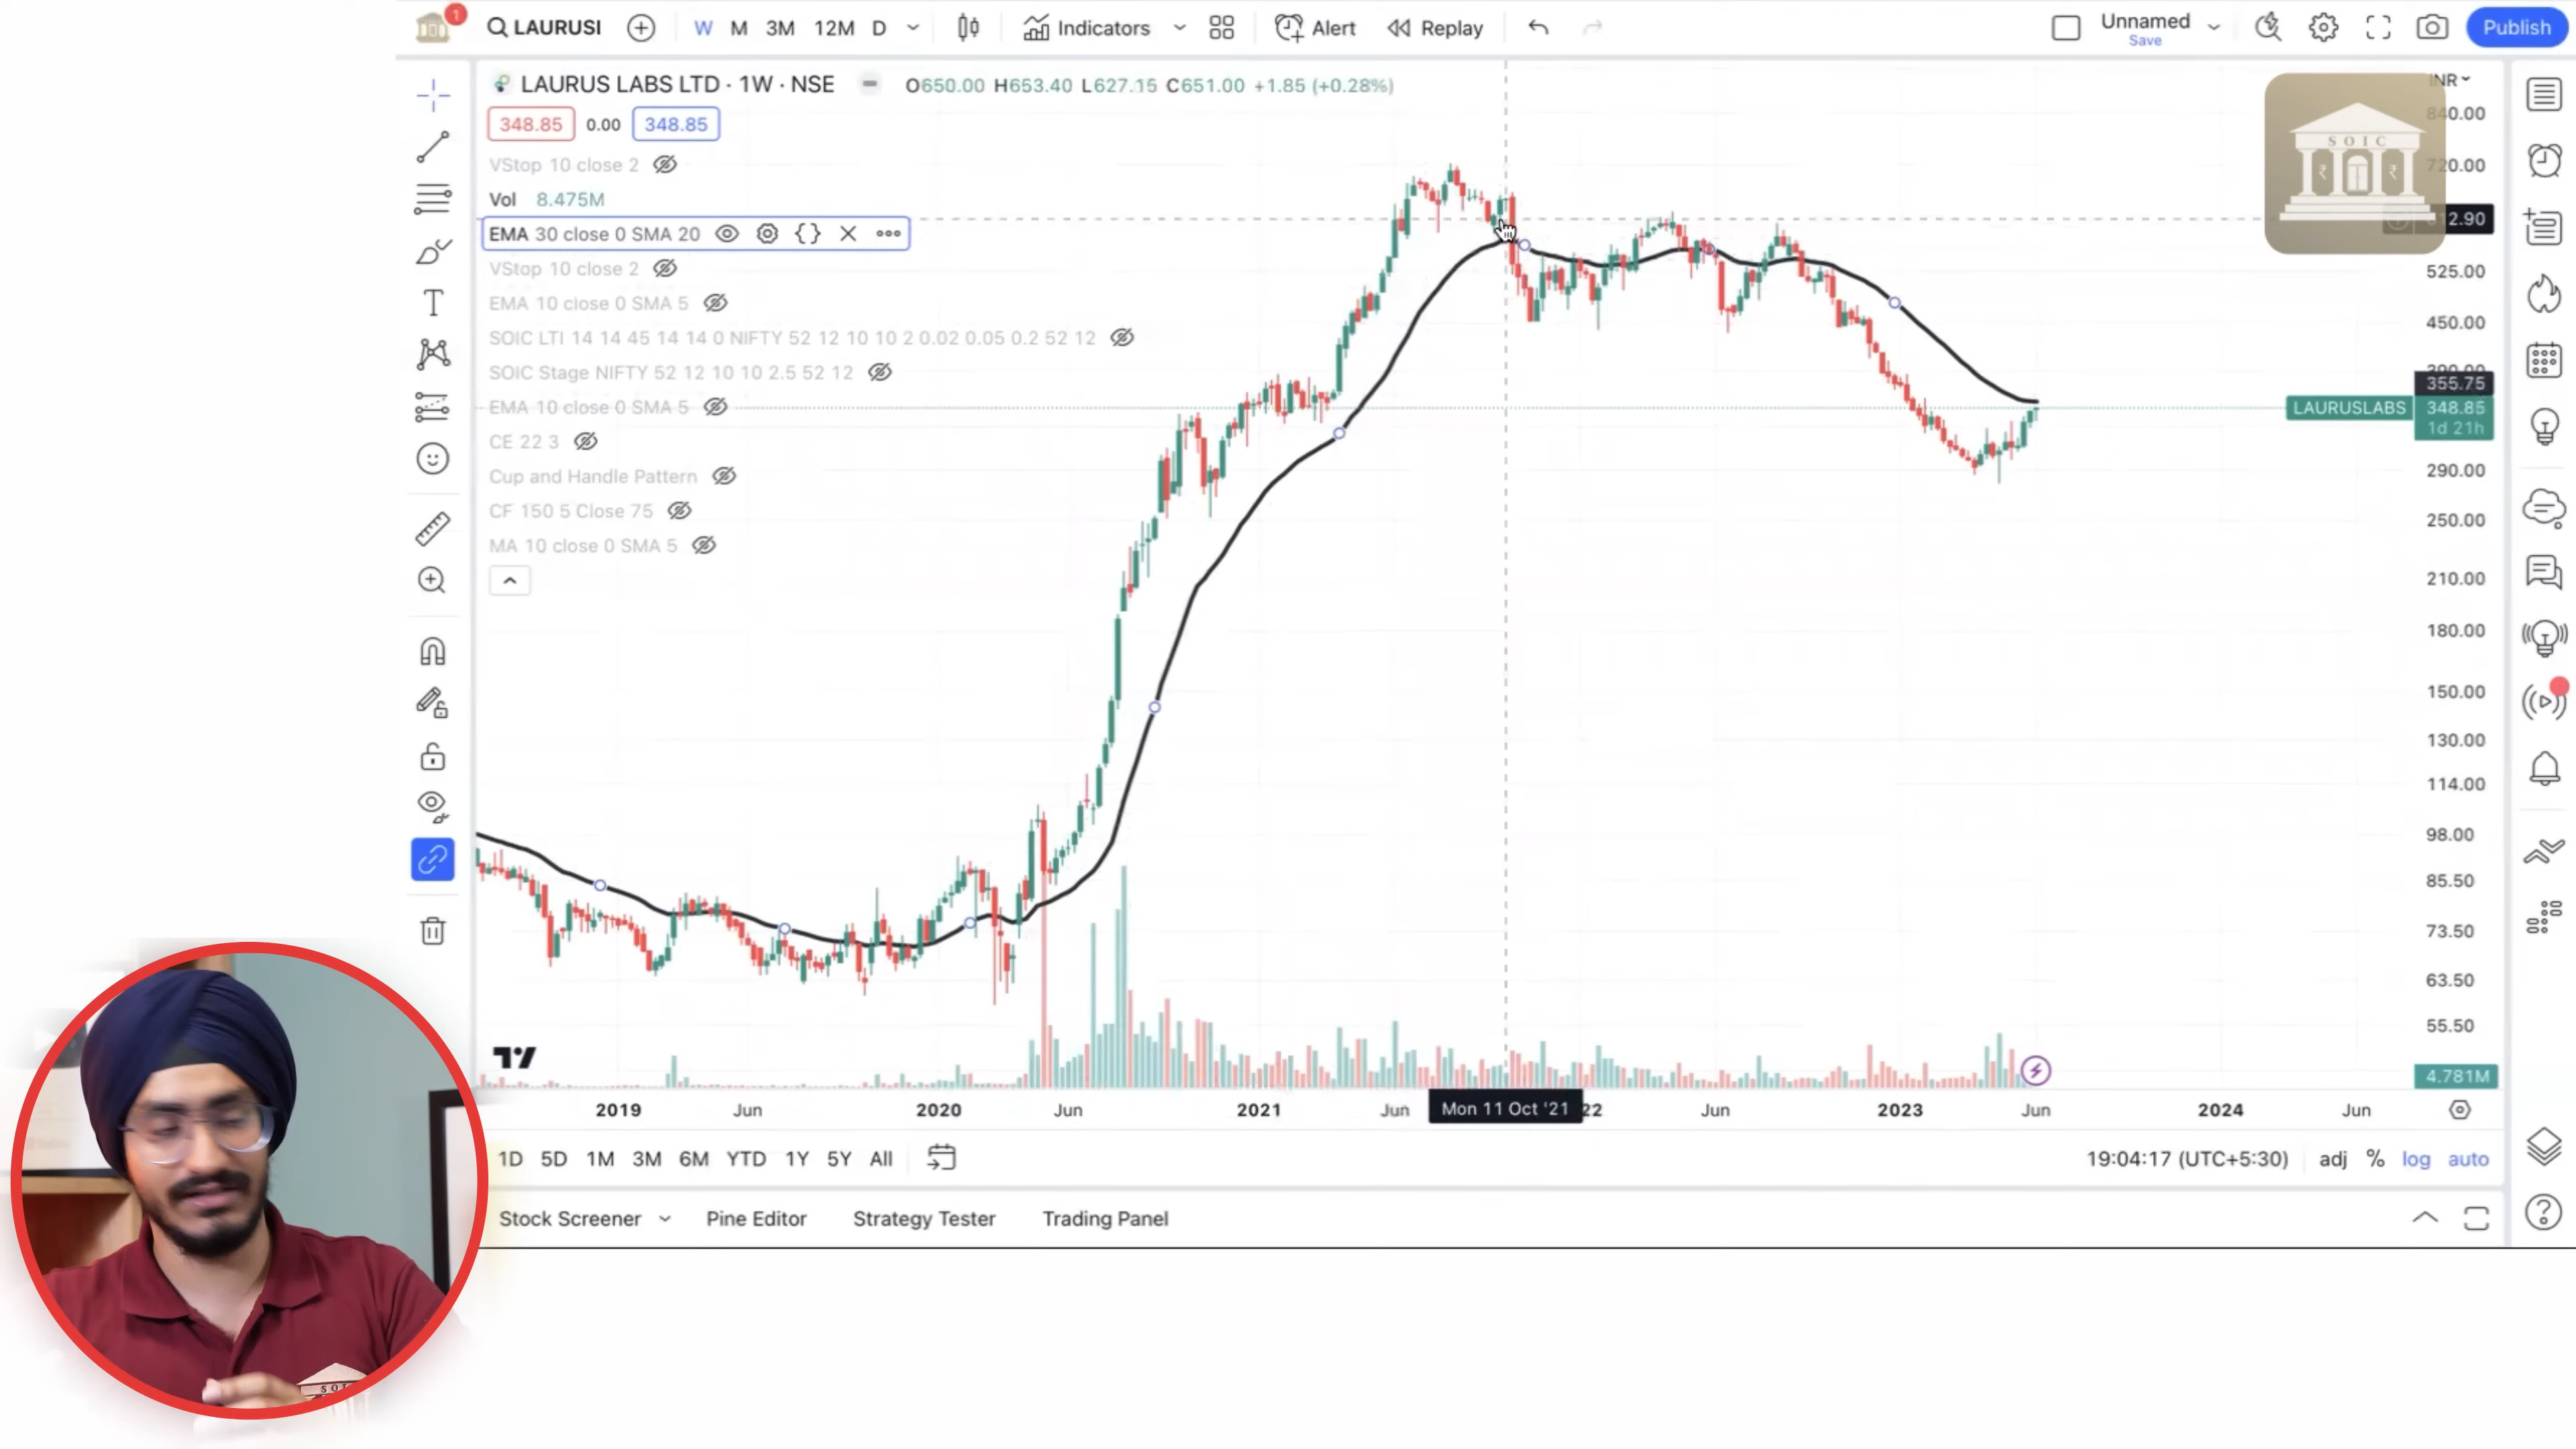 1
LAURUSI W M 3M 12M D Indicators Alert Replay Unnamed Save Publish
LAURUS LABS LTD · 1W · NSE O650.00 H653.40 L627.15 C651.00 +1.85 (+0.28%)
INR
348.85 0.00 348.85
VStop 10 close 2
Vol 8.475M
EMA 30 close 0 SMA 20
VStop 10 close 2
EMA 10 close 0 SMA 5
SOIC LTI 14 14 45 14 14 0 NIFTY 52 12 10 10 2 0.02 0.05 0.2 52 12
SOIC Stage NIFTY 52 12 10 10 2.5 52 12
EMA 10 close 0 SMA 5
CE 22 3
Cup and Handle Pattern
CF 150 5 Close 75
MA 10 close 0 SMA 5
SOIC
₹ ₹
840.00
720.00
2.90
525.00
450.00
355.75
LAURUSLABS 348.85
1d 21h
290.00
250.00
210.00
180.00
150.00
130.00
114.00
98.00
85.50
73.50
63.50
55.50
4.781M
2019 Jun 2020 Jun 2021 Jun Mon 11 Oct '21 22 Jun 2023 Jun 2024 Jun
1D 5D 1M 3M 6M YTD 1Y 5Y All 19:04:17 (UTC+5:30) adj % log auto
Stock Screener Pine Editor Strategy Tester Trading Panel